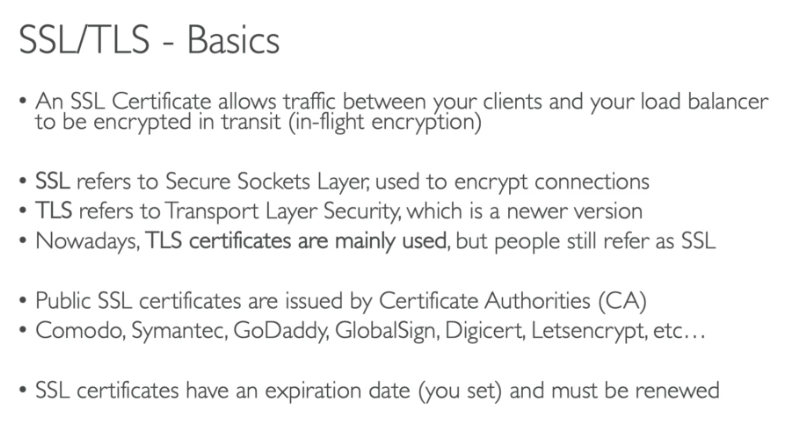 SSL/TLS - Basics
• An SSL Certificate allows traffic between your clients and your load balancer
to be encrypted in transit (in-flight encryption)
• SSL refers to Secure Sockets Layer, used to encrypt connections
• TLS refers to Transport Layer Security, which is a newer version
• Nowadays, TLS certificates are mainly used, but people still refer as SSL
• Public SSL certificates are issued by Certificate Authorities (CA)
• Comodo, Symantec, GoDaddy, GlobalSign, Digicert, Letsencrypt, etc…
• SSL certificates have an expiration date (you set) and must be renewed